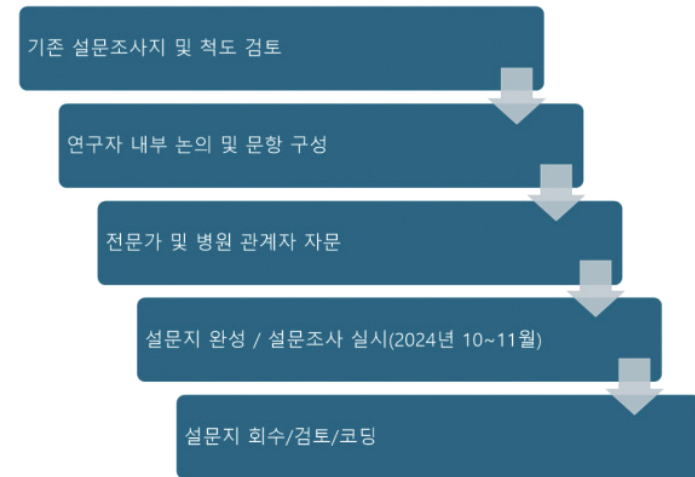 기존 설문조사지 및 척도 검토
연구자 내부 논의 및 문항 구성
전문가 및 병원 관계자 자문
설문지 완성 / 설문조사 실시(2024년 10~11월)
설문지 회수/검토/코딩